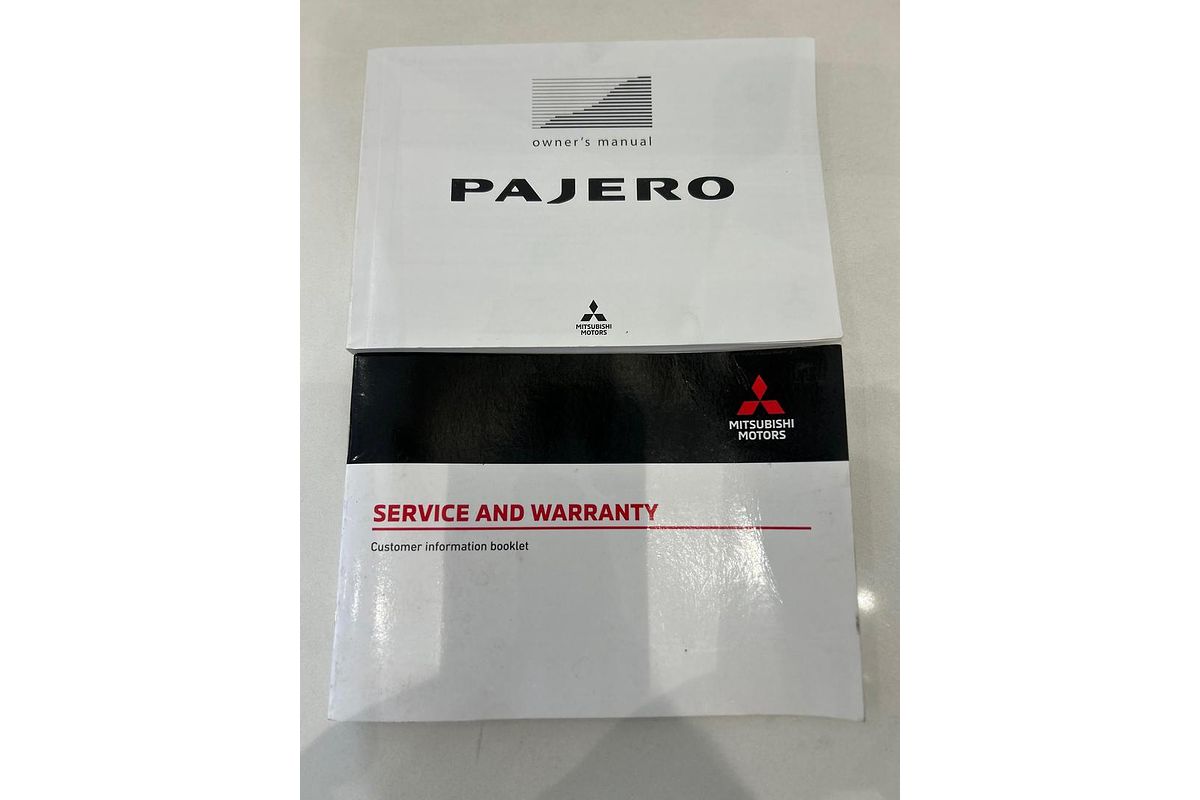 owner's manual
PAJERO
MITSUBISHI
MOTORS
MITSUBISHI
MOTORS
SERVICE AND WARRANTY
Customer information booklet